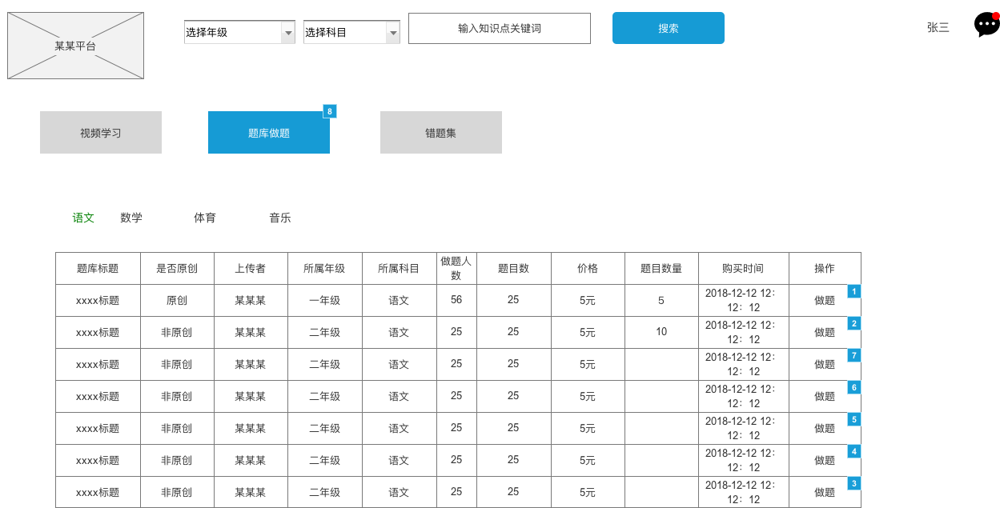 某某平台
选择年级 选择科目 输入知识点关键词 搜索 张三
8
视频学习 题库做题 错题集
语文 数学 体育 音乐
题库标题 是否原创 上传者 所属年级 所属科目 做题人数 题目数 价格 题目数量 购买时间 操作
xxxx标题 原创 某某某 一年级 语文 56 25 5元 5 2018-12-12 12：12：12 做题 1
xxxx标题 非原创 某某某 二年级 语文 25 25 5元 10 2018-12-12 12：12：12 做题 2
xxxx标题 非原创 某某某 二年级 语文 25 25 5元 2018-12-12 12：12：12 做题 7
xxxx标题 非原创 某某某 二年级 语文 25 25 5元 2018-12-12 12：12：12 做题 6
xxxx标题 非原创 某某某 二年级 语文 25 25 5元 2018-12-12 12：12：12 做题 5
xxxx标题 非原创 某某某 二年级 语文 25 25 5元 2018-12-12 12：12：12 做题 4
xxxx标题 非原创 某某某 二年级 语文 25 25 5元 2018-12-12 12：12：12 做题 3